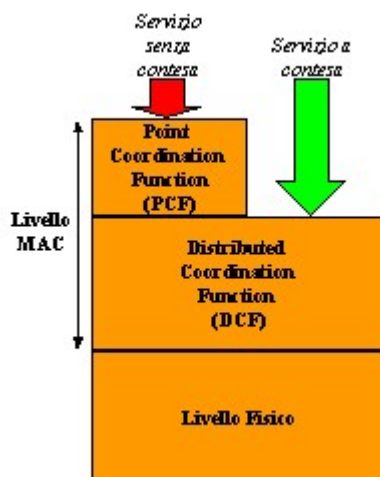 Servizio
senza
contesa
Servizio a
contesa
Point
Coordination
Function
(PCF)
Livello
MAC
Distributed
Coordination
Function
(DCF)
Livello Fisico